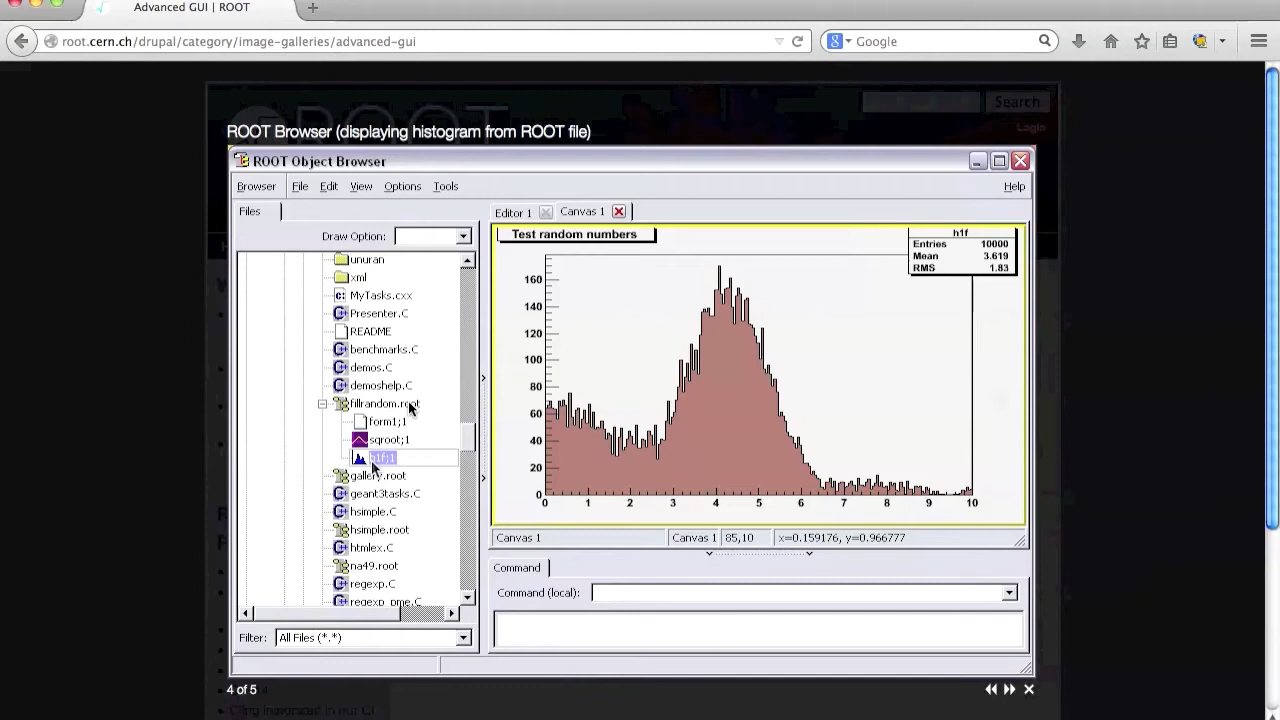 Advanced GUI | ROOT
root.cern.ch/drupal/category/image-galleries/advanced-gui
Google
ROOT
Search
Login
ROOT Browser (displaying histogram from ROOT file)
ROOT Object Browser
Browser File Edit View Options Tools Help
Files
Editor 1 Canvas 1
Draw Option:
unuran
xml
MyTasks.cxx
Presenter.C
README
benchmarks.C
demos.C
demoshelp.C
fillrandom.root
form1;1
sqroot;1
h1f;1
gallery.root
geant3tasks.C
hsimple.C
hsimple.root
htmlex.C
na49.root
regexp.C
regexp_pme.C
Filter: All Files (*.*)
Test random numbers
h1f
Entries 10000
Mean 3.619
RMS 1.83
160
140
120
100
80
60
40
20
0
0 1 2 3 4 5 6 7 8 9 10
Canvas 1 Canvas 1 85,10 x=0.159176, y=0.966777
Command
Command (local):
4 of 5